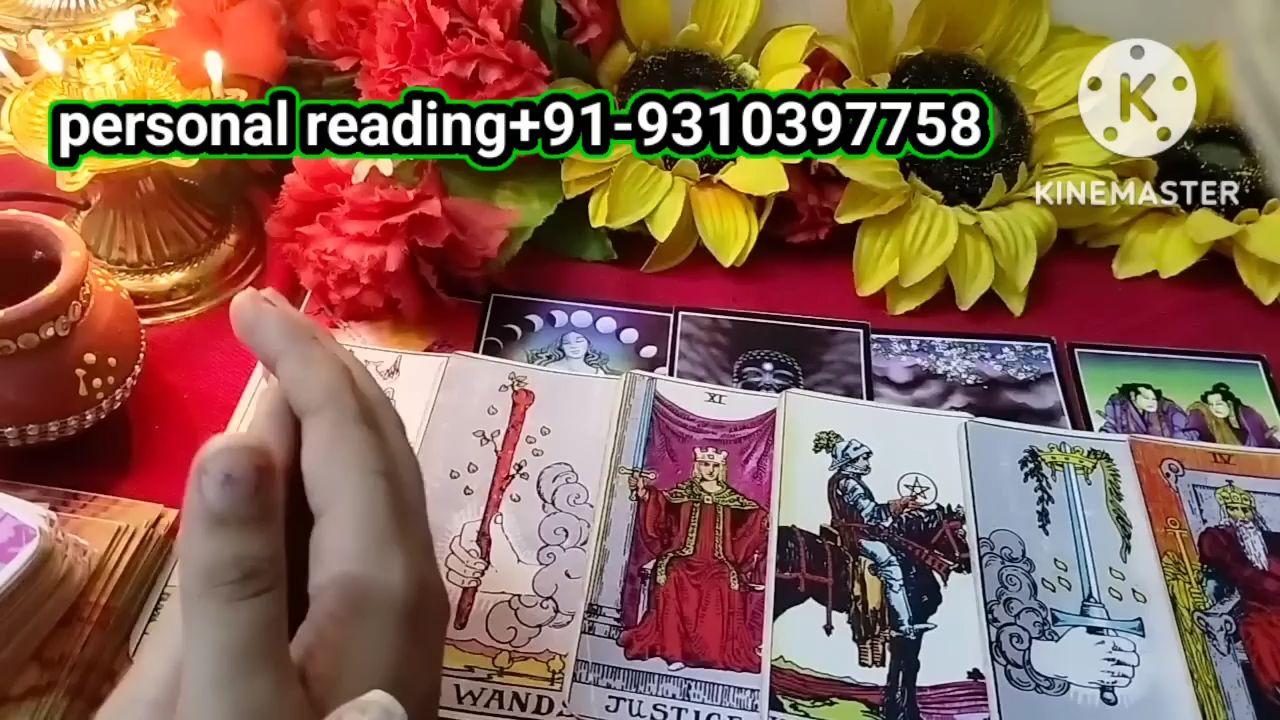 personal reading+91-9310397758
K
KINEMASTER
XI
IV
WANDS
JUSTICE